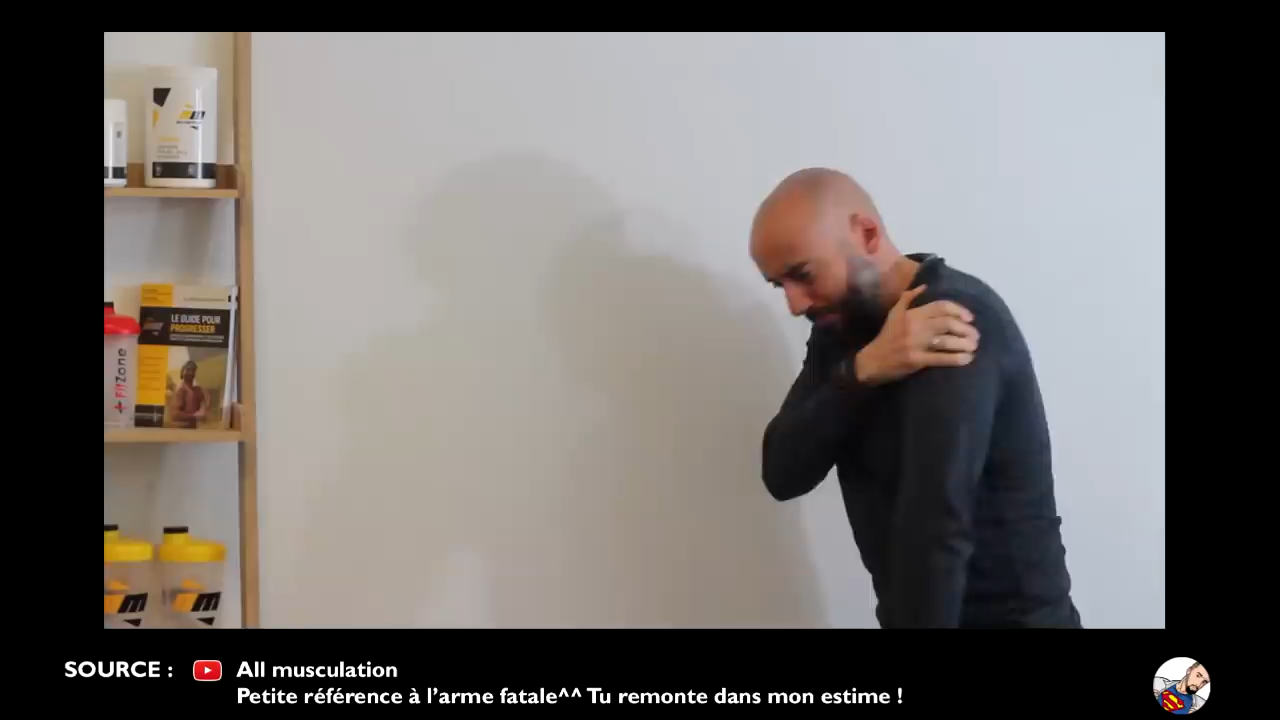 LE GUIDE POUR
PROGRESSER
FitZone
SOURCE :
All musculation
Petite référence à l’arme fatale^^ Tu remonte dans mon estime !